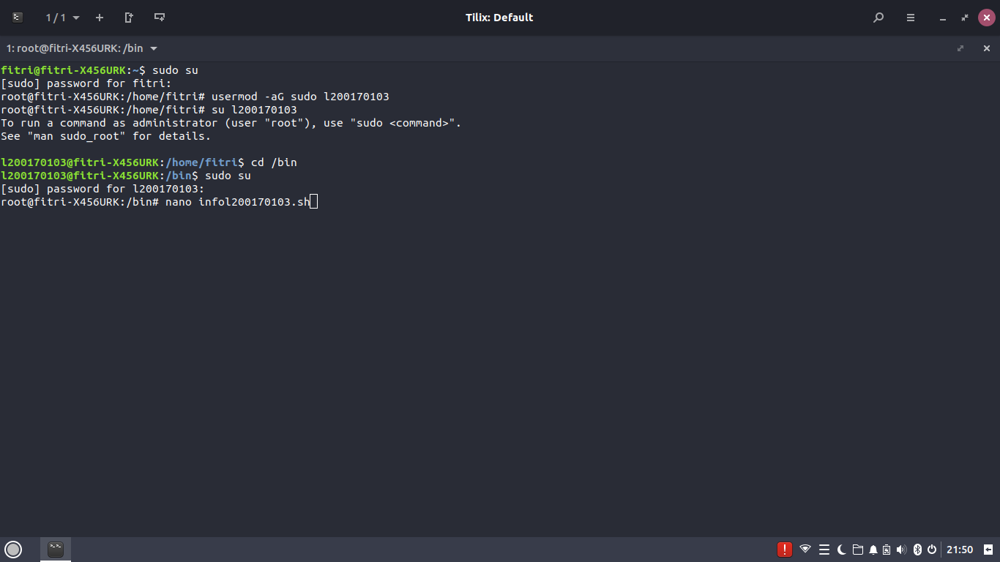 1 / 1
Tilix: Default
1: root@fitri-X456URK: /bin
fitri@fitri-X456URK:~$ sudo su
[sudo] password for fitri:
root@fitri-X456URK:/home/fitri# usermod -aG sudo l200170103
root@fitri-X456URK:/home/fitri# su l200170103
To run a command as administrator (user "root"), use "sudo <command>".
See "man sudo_root" for details.
l200170103@fitri-X456URK:/home/fitri$ cd /bin
l200170103@fitri-X456URK:/bin$ sudo su
[sudo] password for l200170103:
root@fitri-X456URK:/bin# nano infol200170103.sh
21:50